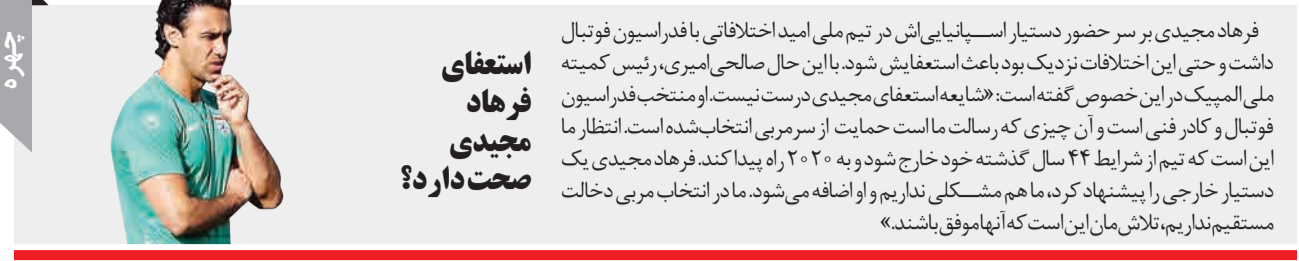 چهره
استعفای
فرهاد
مجیدی
صحت دارد؟
فرهاد مجیدی بر سر حضور دستیار اسپانیایی‌اش در تیم ملی امید اختلافاتی با فدراسیون فوتبال
داشت و حتی این اختلافات نزدیک بود باعث استعفایش شود. با این حال صالحی امیری، رئیس کمیته
ملی المپیک در این خصوص گفته است: «شایعه استعفای مجیدی درست نیست. او منتخب فدراسیون
فوتبال و کادر فنی است و آن چیزی که رسالت ما است حمایت از سرمربی انتخاب شده است. انتظار ما
این است که تیم از شرایط ۴۴ سال گذشته خود خارج شود و به ۲۰۲۰ راه پیدا کند. فرهاد مجیدی یک
دستیار خارجی را پیشنهاد کرد، ما هم مشکلی نداریم و او اضافه می‌شود. ما در انتخاب مربی دخالت
مستقیم نداریم، تلاش‌مان این است که آنها موفق باشند.»